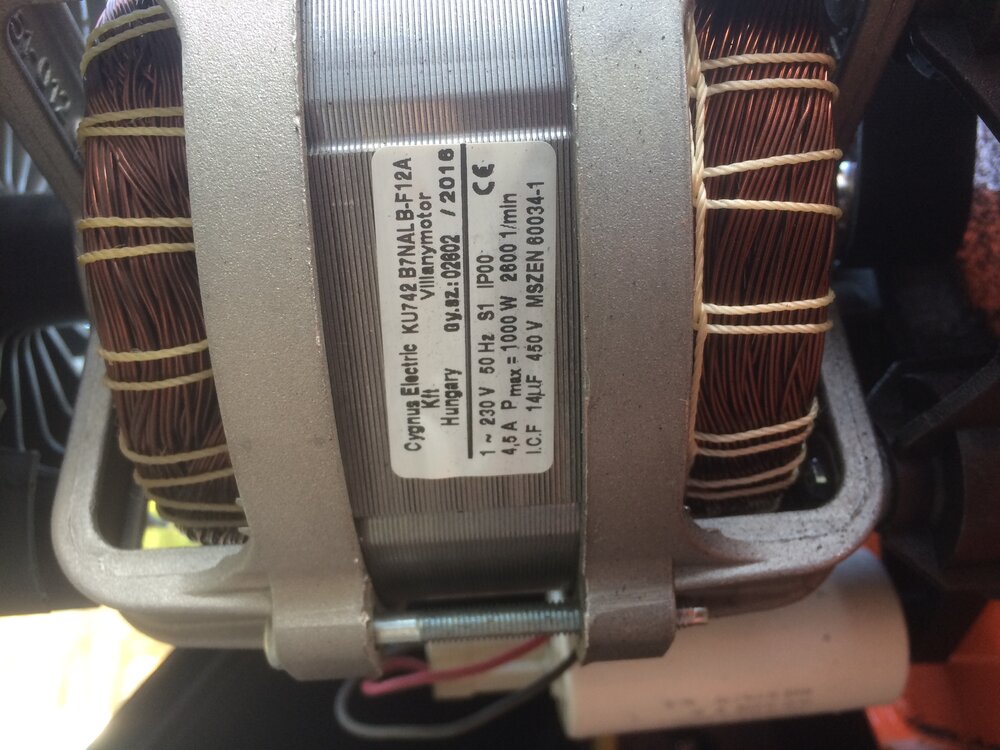 Cygnus Electric KU742 B7NAL B-F12A
Kft. Villanymotor
Hungary Gy.sz.: 02602 / 2016
CE
1 ~ 230 V 50 Hz S1 IP00
4,5 A P max = 1000 W 2600 1/min
I.C.F 14µF 450 V MSZEN 60034-1